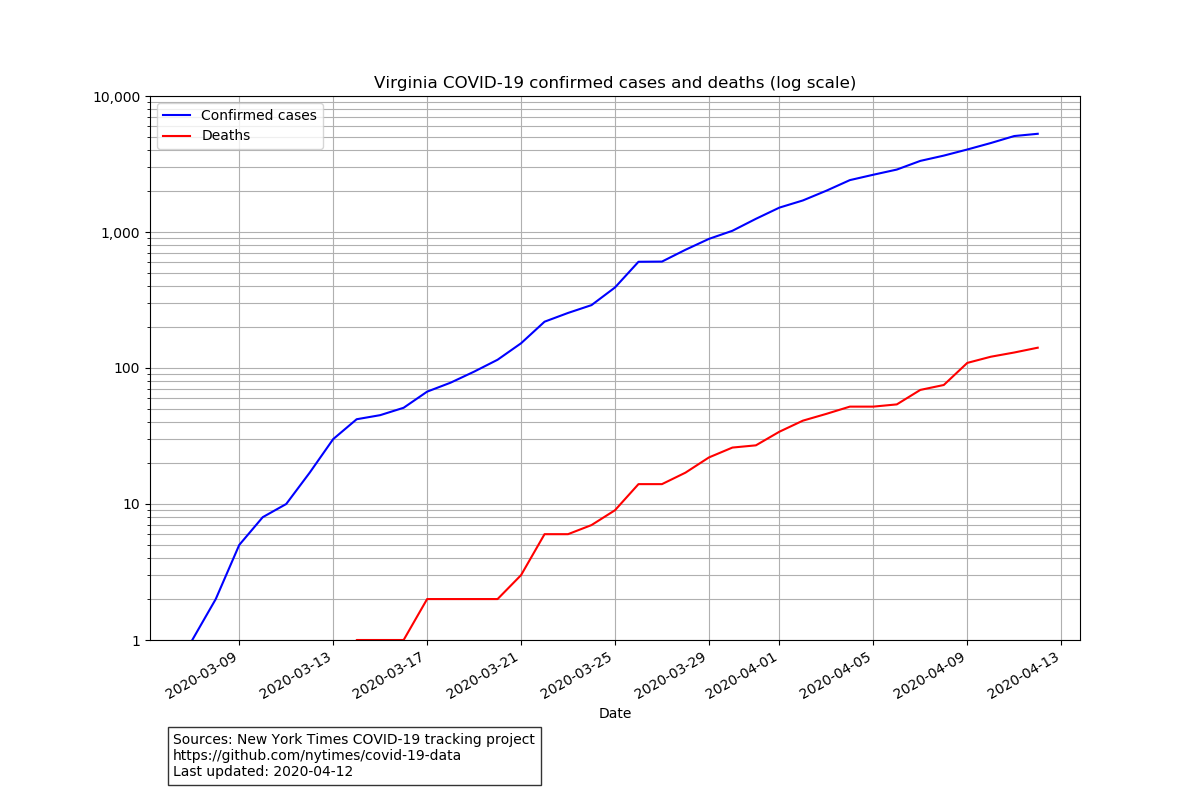 Virginia COVID-19 confirmed cases and deaths (log scale)
10,000
Confirmed cases
Deaths
1,000
100
10
1
2020-03-09
2020-03-13
2020-03-17
2020-03-21
2020-03-25
2020-03-29
2020-04-01
2020-04-05
2020-04-09
2020-04-13
Date
Sources: New York Times COVID-19 tracking project
https://github.com/nytimes/covid-19-data
Last updated: 2020-04-12